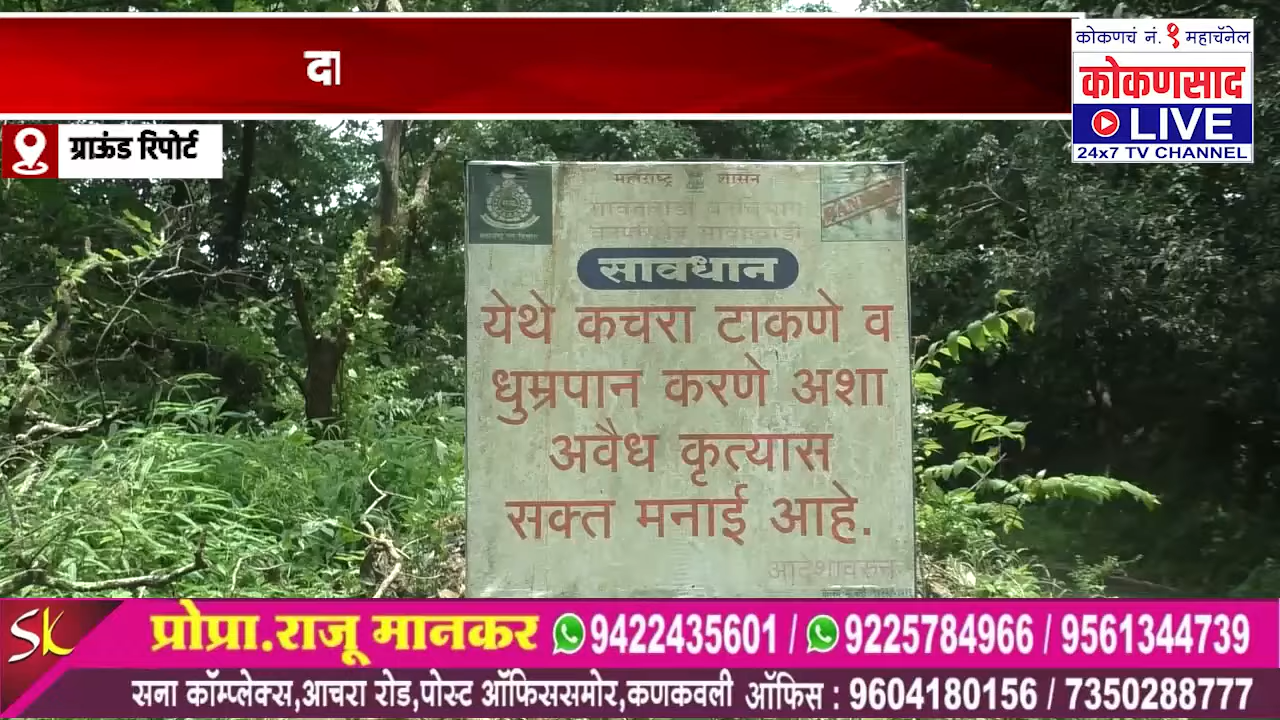 दा
कोकणचं नं. १ महाचॅनेल
कोकणसाद
LIVE
24x7 TV CHANNEL
ग्राऊंड रिपोर्ट
महाराष्ट्र शासन
सावधान
येथे कचरा टाकणे व
धुम्रपान करणे अशा
अवैध कृत्यास
सक्त मनाई आहे.
SK प्रोप्रा.राजू मानकर 9422435601 / 9225784966 / 9561344739
सना कॉम्प्लेक्स,आचरा रोड,पोस्ट ऑफिससमोर,कणकवली ऑफिस : 9604180156 / 7350288777